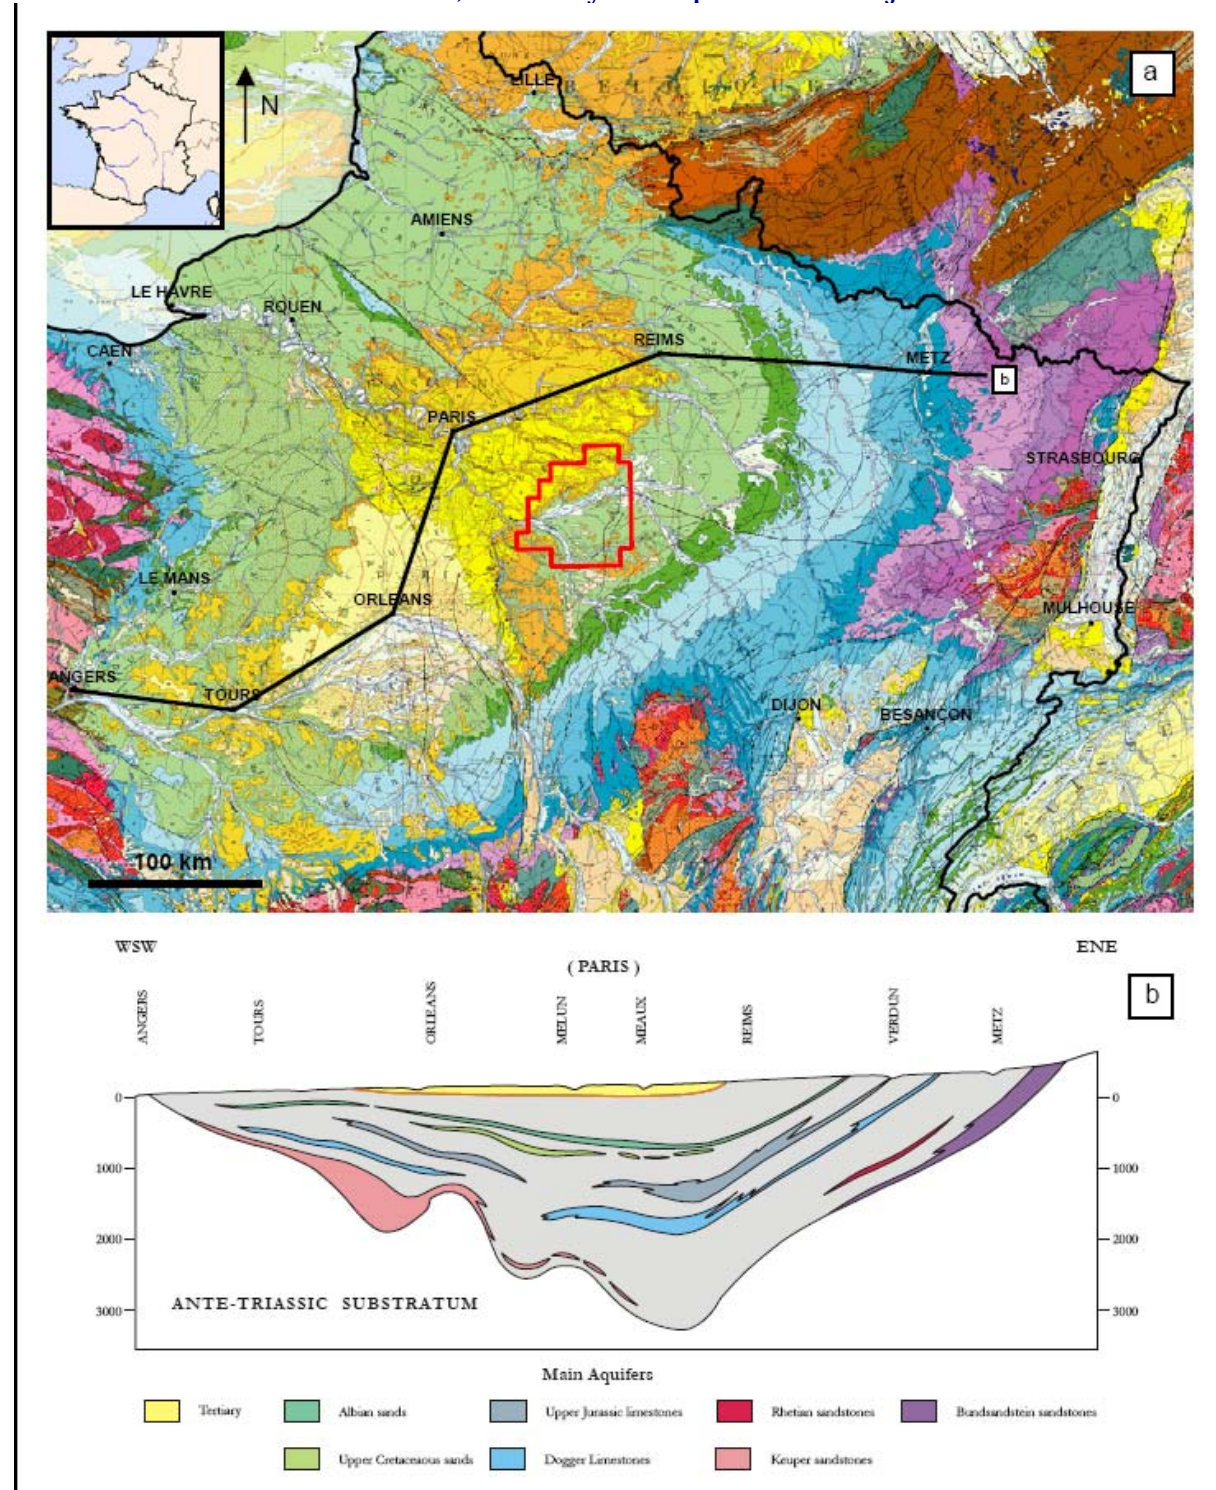 a
N
LILLE
BELGIQUE
AMIENS
LE HAVRE
ROUEN
REIMS
CAEN
METZ
b
PARIS
STRASBOURG
LE MANS
ORLEANS
MULHOUSE
ANGERS
TOURS
DIJON
BESANCON
100 km
WSW
ENE
( PARIS )
b
ANGERS
TOURS
ORLEANS
MELUN
MEAUX
REIMS
VERDUN
METZ
0 0
1000 1000
2000 2000
3000 3000
ANTE-TRIASSIC SUBSTRATUM
Main Aquifers
Tertiary Albian sands Upper Jurassic limestones Rhetian sandstones Bundsandstein sandstones
Upper Cretaceaious sands Dogger Limestones Keuper sandstones